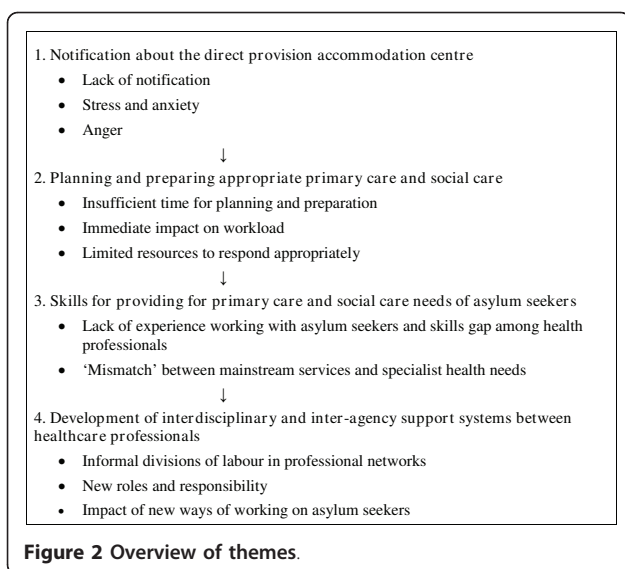 1. Notification about the direct provision accommodation centre
• Lack of notification
• Stress and anxiety
• Anger
↓
2. Planning and preparing appropriate primary care and social care
• Insufficient time for planning and preparation
• Immediate impact on workload
• Limited resources to respond appropriately
↓
3. Skills for providing for primary care and social care needs of asylum seekers
• Lack of experience working with asylum seekers and skills gap among health
professionals
• ‘Mismatch’ between mainstream services and specialist health needs
↓
4. Development of interdisciplinary and inter-agency support systems between
healthcare professionals
• Informal divisions of labour in professional networks
• New roles and responsibility
• Impact of new ways of working on asylum seekers
Figure 2 Overview of themes.